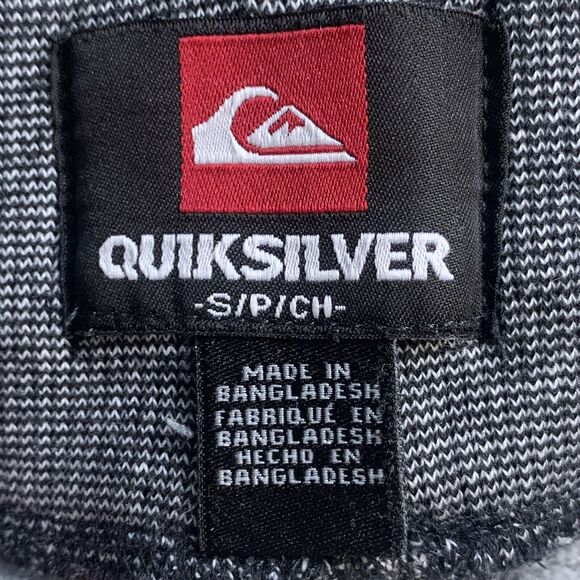 QUIKSILVER
-S/P/CH-
MADE IN
BANGLADESH
FABRIQUÉ EN
BANGLADESH
HECHO EN
BANGLADESH